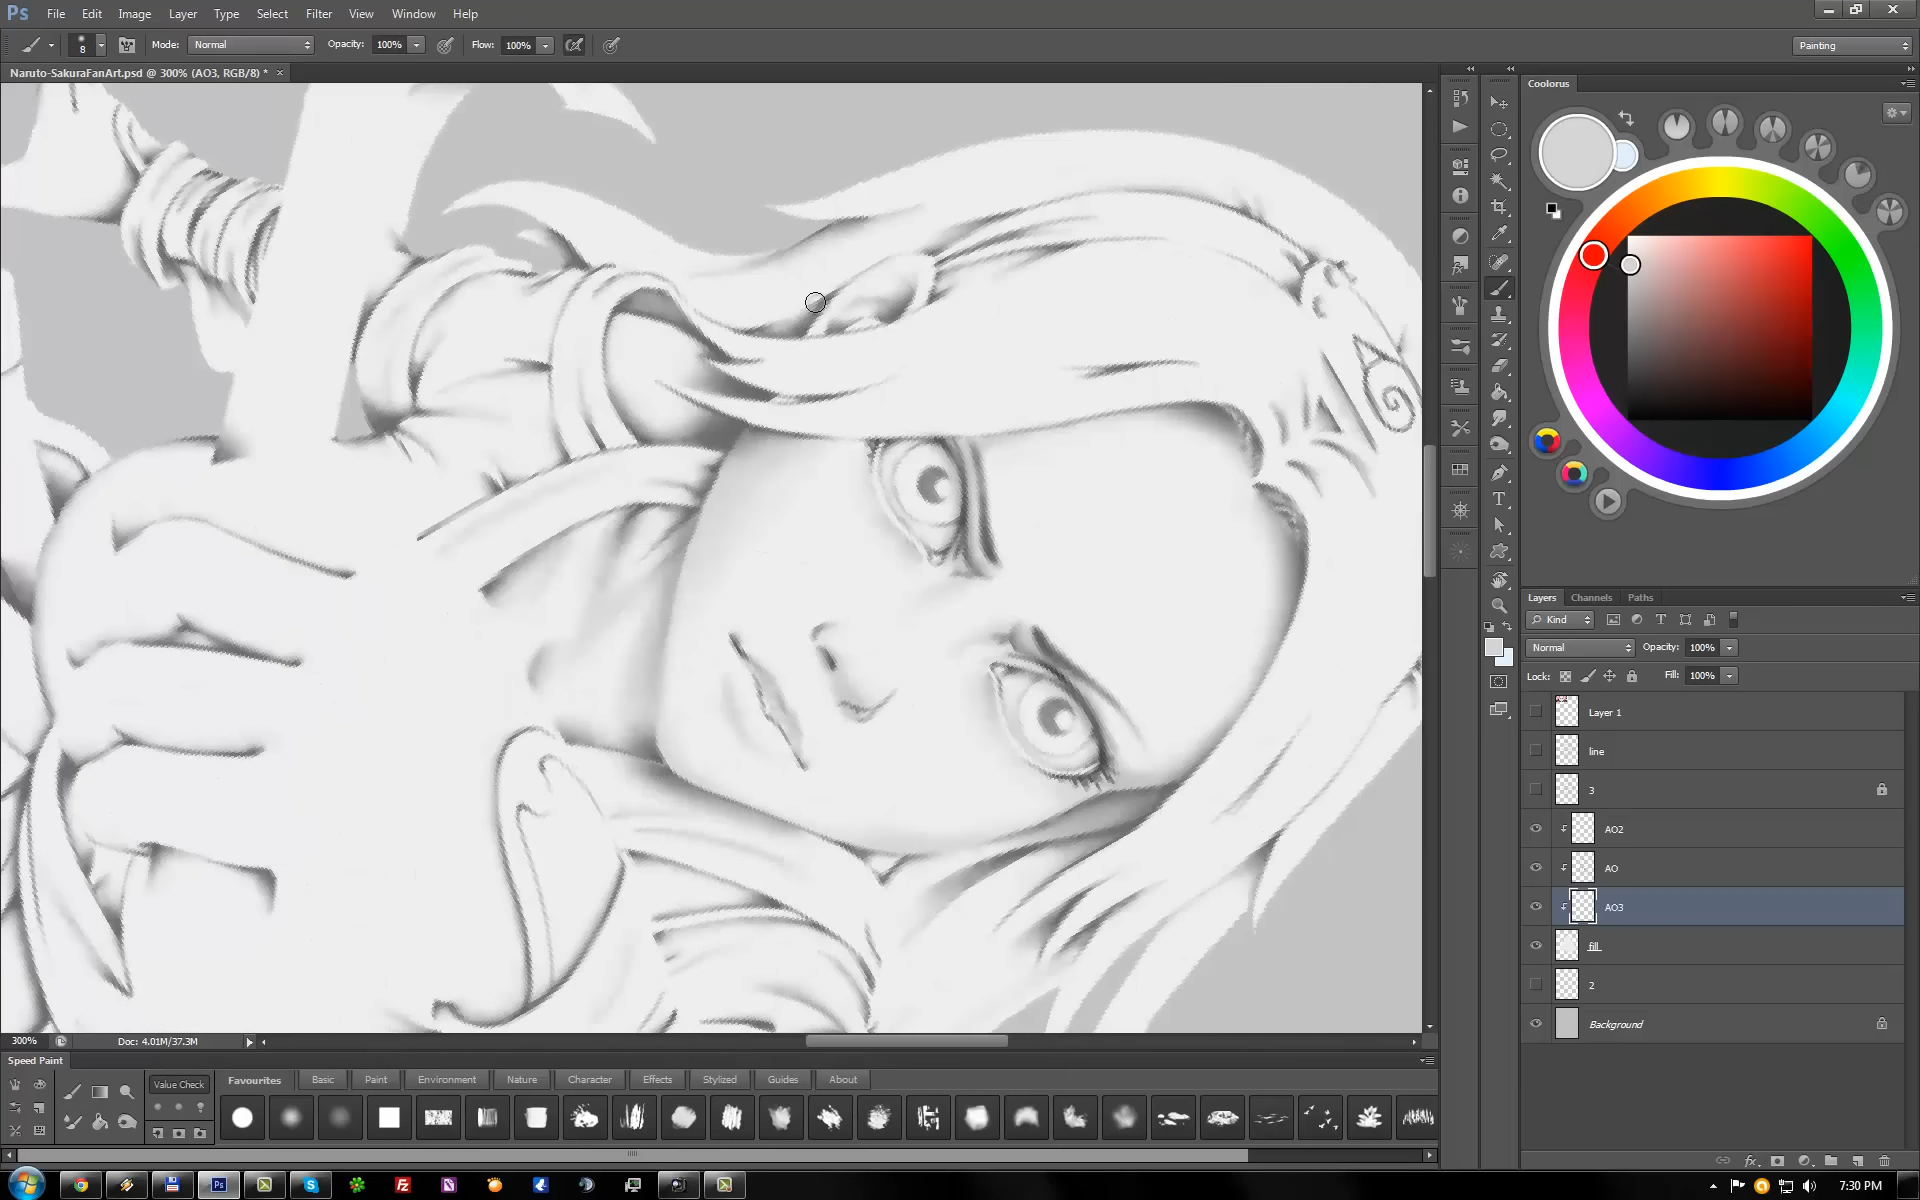 Ps File Edit Image Layer Type Select Filter View Window Help
8 Mode: Normal Opacity: 100% Flow: 100% Painting
Naruto-SakuraFanArt.psd @ 300% (AO3, RGB/8) * ×
Coolorus
Layers Channels Paths
Kind
Normal Opacity: 100%
Lock: Fill: 100%
Layer 1
line
3
AO2
AO
AO3
fill
2
Background
300% Doc: 4.01M/37.3M
Speed Paint
Value Check Favourites Basic Paint Environment Nature Character Effects Stylized Guides About
7:30 PM